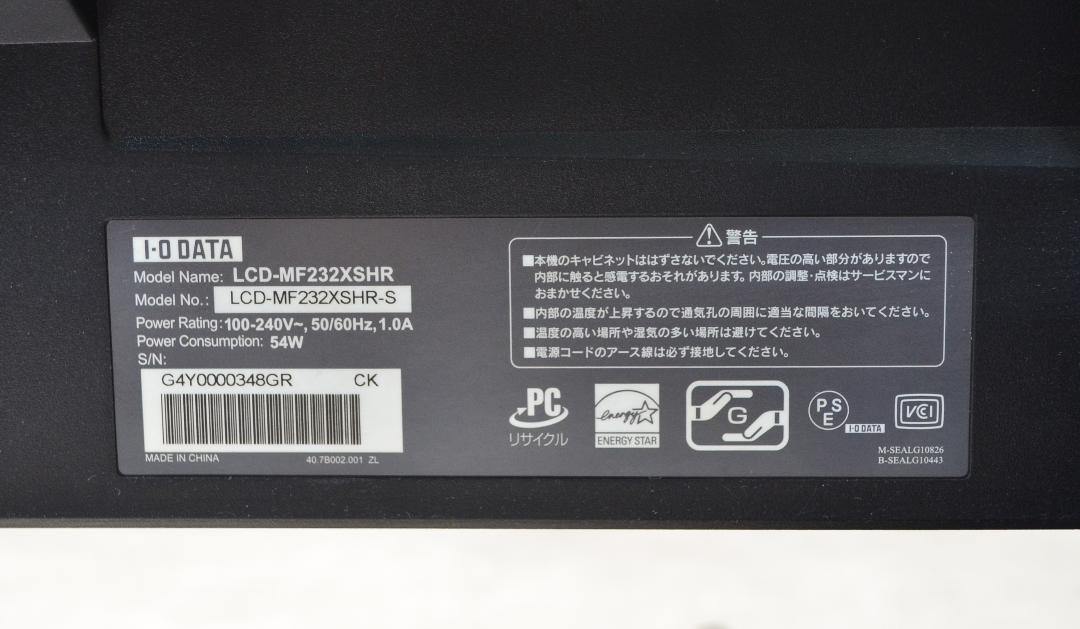 I-O DATA
Model Name: LCD-MF232XSHR
Model No.: LCD-MF232XSHR-S
Power Rating: 100-240V~, 50/60Hz, 1.0A
Power Consumption: 54W
S/N:
G4Y0000348GR CK
MADE IN CHINA 40.7B002.001 ZL
警告
■本機のキャビネットははずさないでください。電圧の高い部分がありますので
内部に触ると感電するおそれがあります。内部の調整・点検はサービスマンに
おまかせください。
■内部の温度が上昇するので通気孔の周囲に適当な間隔をおいてください。
■温度の高い場所や湿気の多い場所は避けてください。
■電源コードのアース線は必ず接地してください。
PC
リサイクル
energy
ENERGY STAR
G
PS
E
I-O DATA
VCI
M-SEALG10826
B-SEALG10443